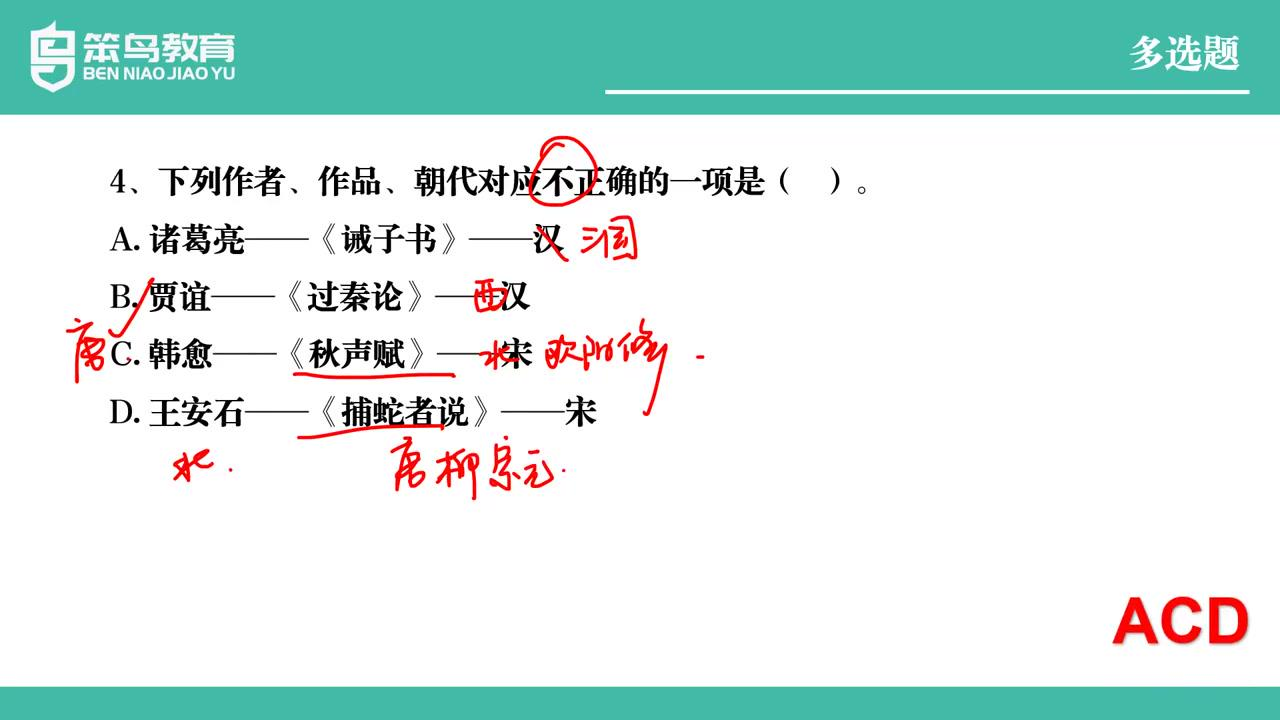 笨鸟教育
BEN NIAO JIAO YU
多选题
4、下列作者、作品、朝代对应不正确的一项是（　）。
A. 诸葛亮——《诫子书》——汉 三国
B. 贾谊——《过秦论》——西汉
唐 C. 韩愈——《秋声赋》——北宋 欧阳修
D. 王安石——《捕蛇者说》——宋
北 唐柳宗元
ACD